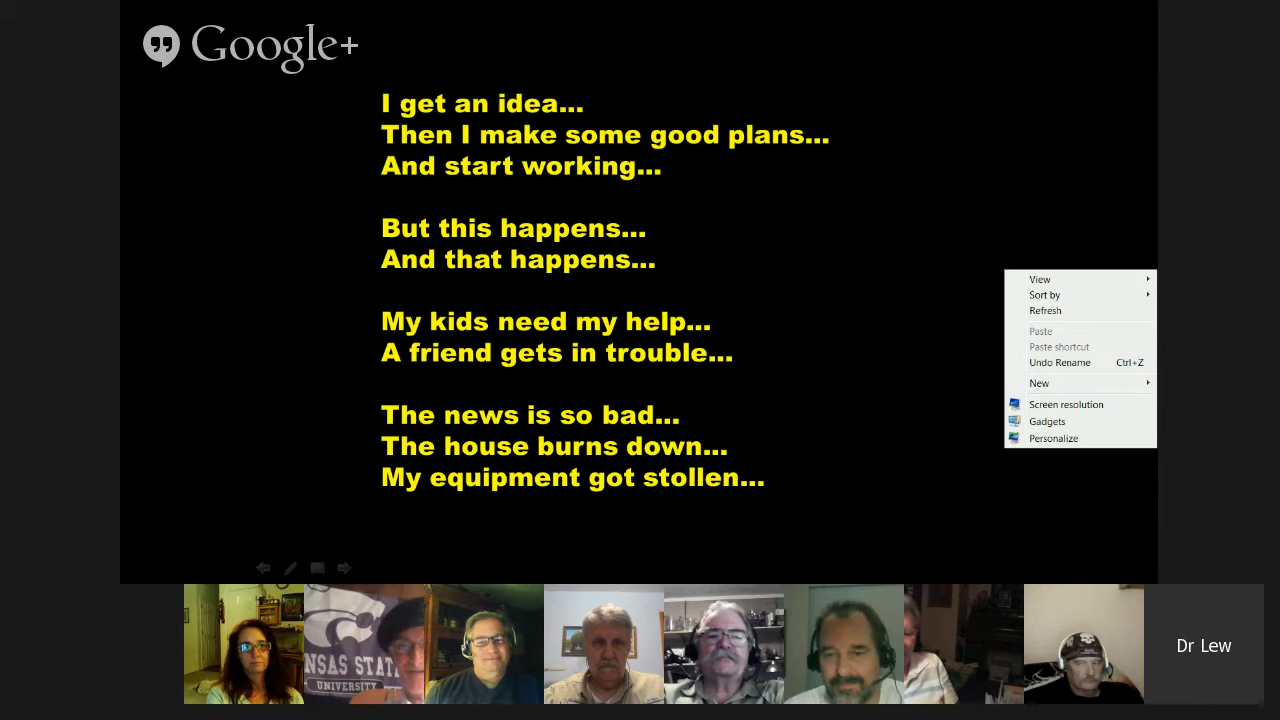 Google+
I get an idea...
Then I make some good plans...
And start working...
But this happens...
And that happens...
My kids need my help...
A friend gets in trouble...
The news is so bad...
The house burns down...
My equipment got stollen...
View
Sort by
Refresh
Paste
Paste shortcut
Undo Rename Ctrl+Z
New
Screen resolution
Gadgets
Personalize
NSAS STAT
UNIVERSITY
Dr Lew